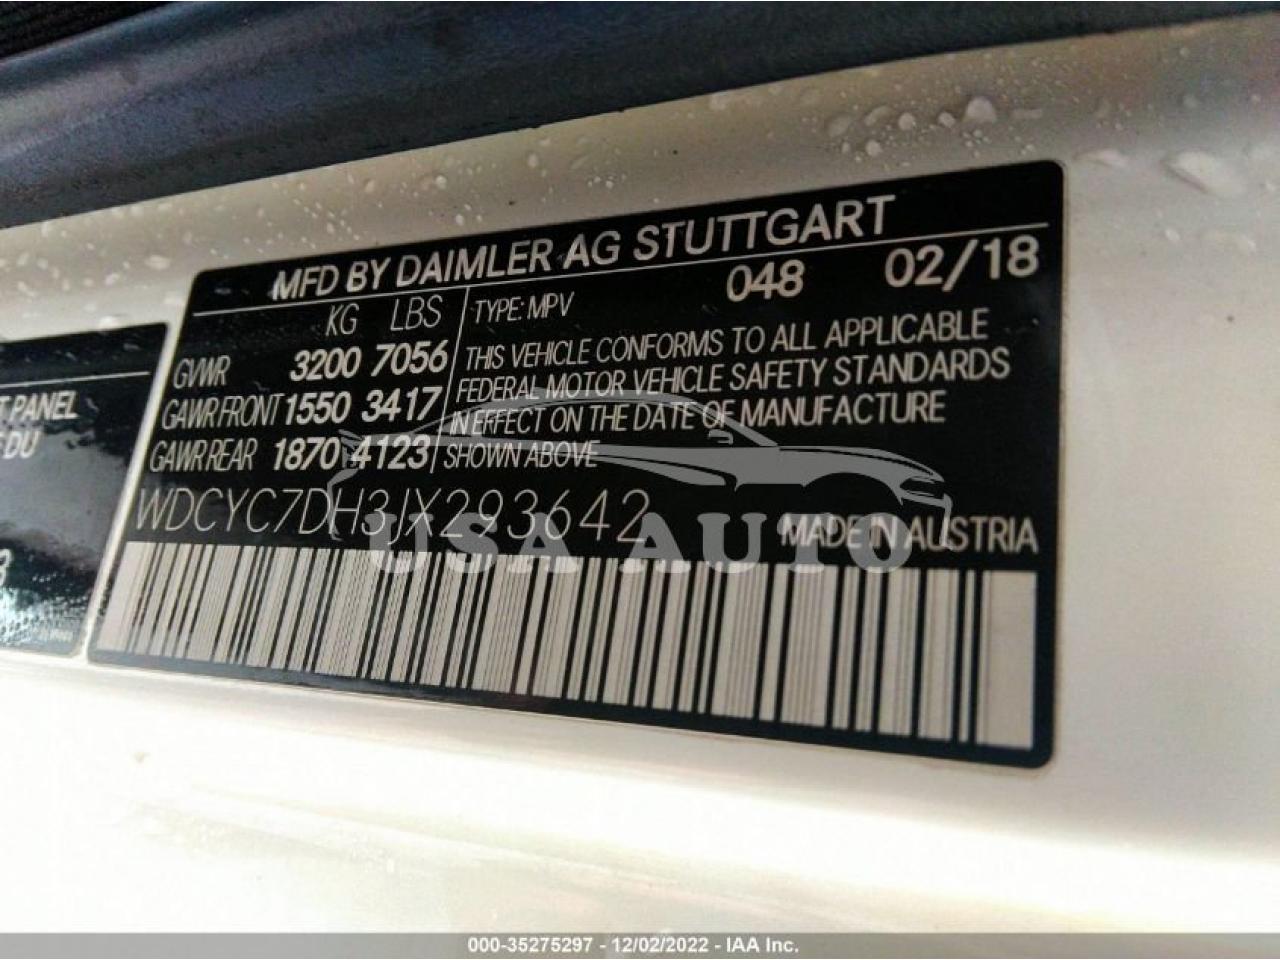 MFD BY DAIMLER AG STUTTGART
KG LBS TYPE: MPV 048 02/18
GVWR 3200 7056 THIS VEHICLE CONFORMS TO ALL APPLICABLE
GAWR FRONT 1550 3417 FEDERAL MOTOR VEHICLE SAFETY STANDARDS
GAWR REAR 1870 4123 IN EFFECT ON THE DATE OF MANUFACTURE
SHOWN ABOVE
WDCYC7DH3JX293642 MADE IN AUSTRIA
USA AUTO
T PANEL
DU
000-35275297 - 12/02/2022 - IAA Inc.